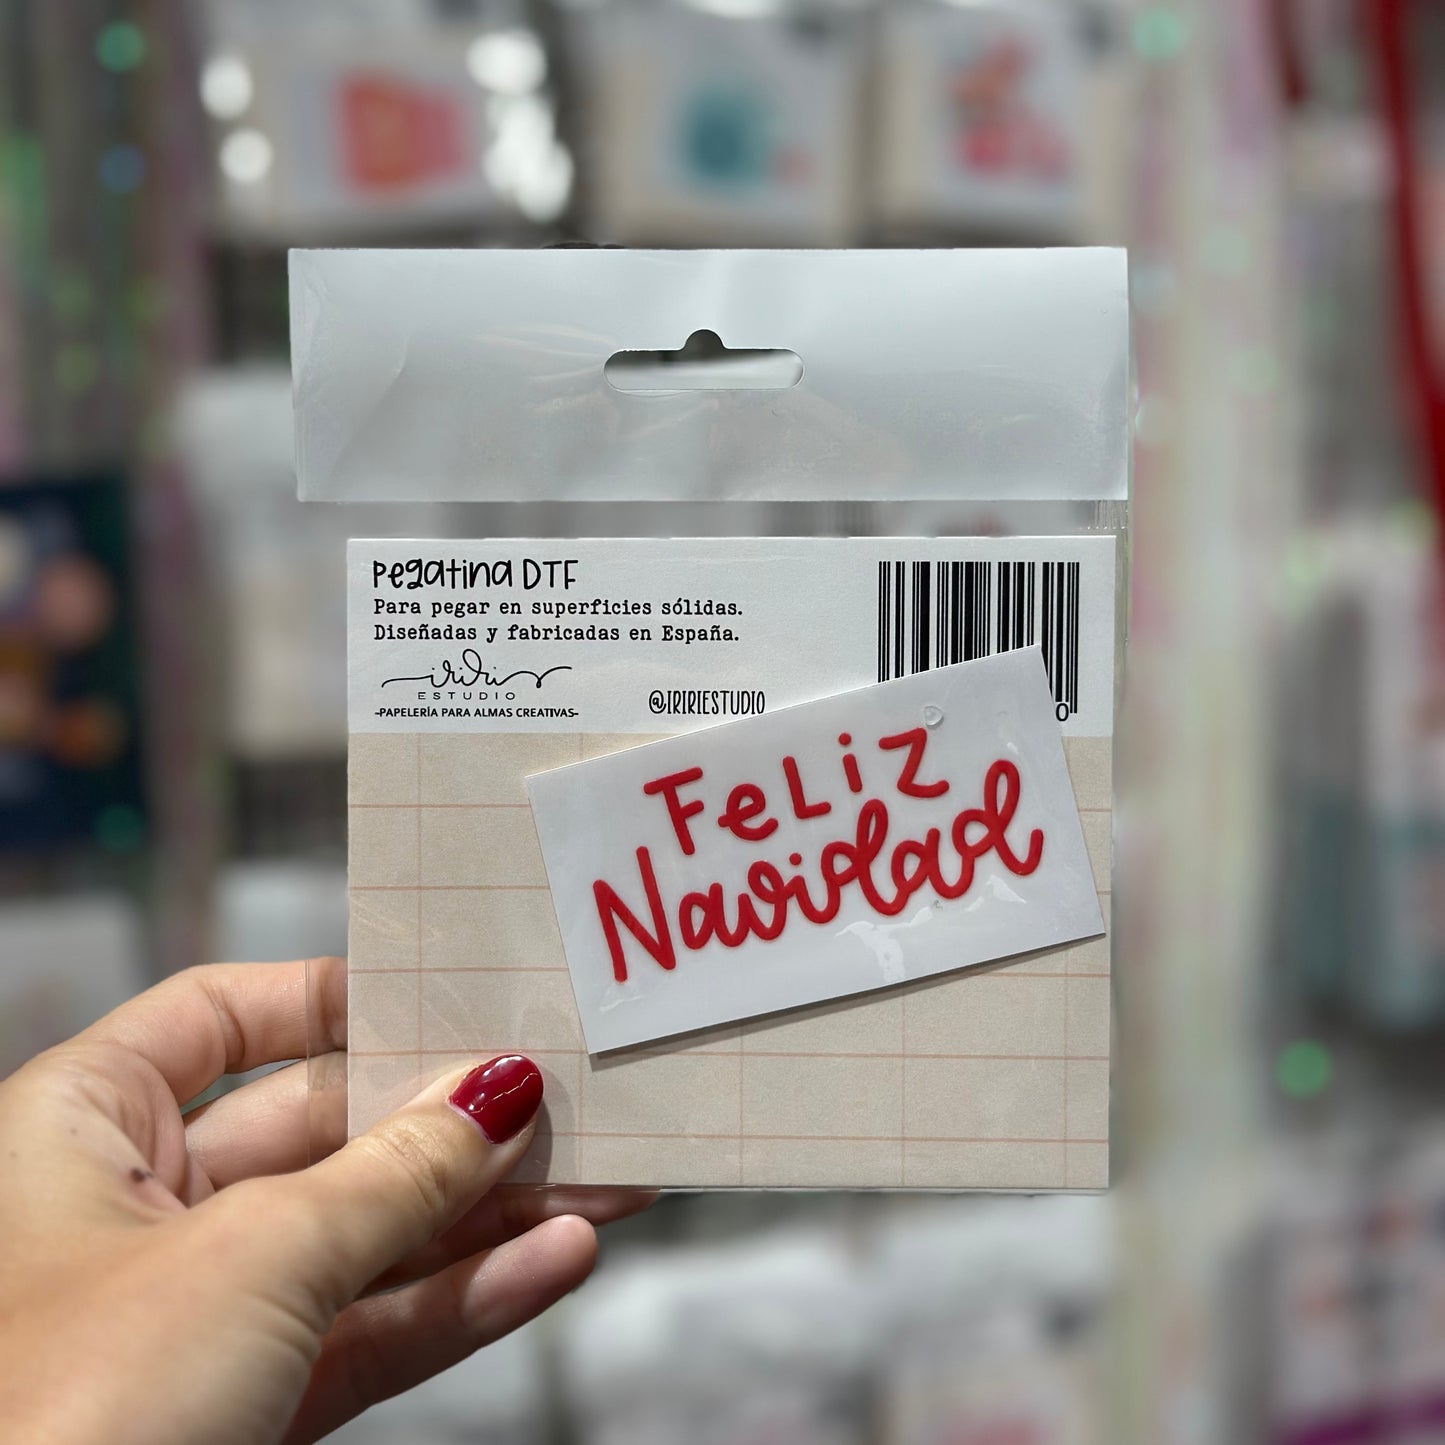 Pegatina DTF
Para pegar en superficies sólidas.
Diseñadas y fabricadas en España.
iriri
ESTUDIO
-PAPELERÍA PARA ALMAS CREATIVAS-
@IRIRIESTUDIO
0
FeLiz
Navidad